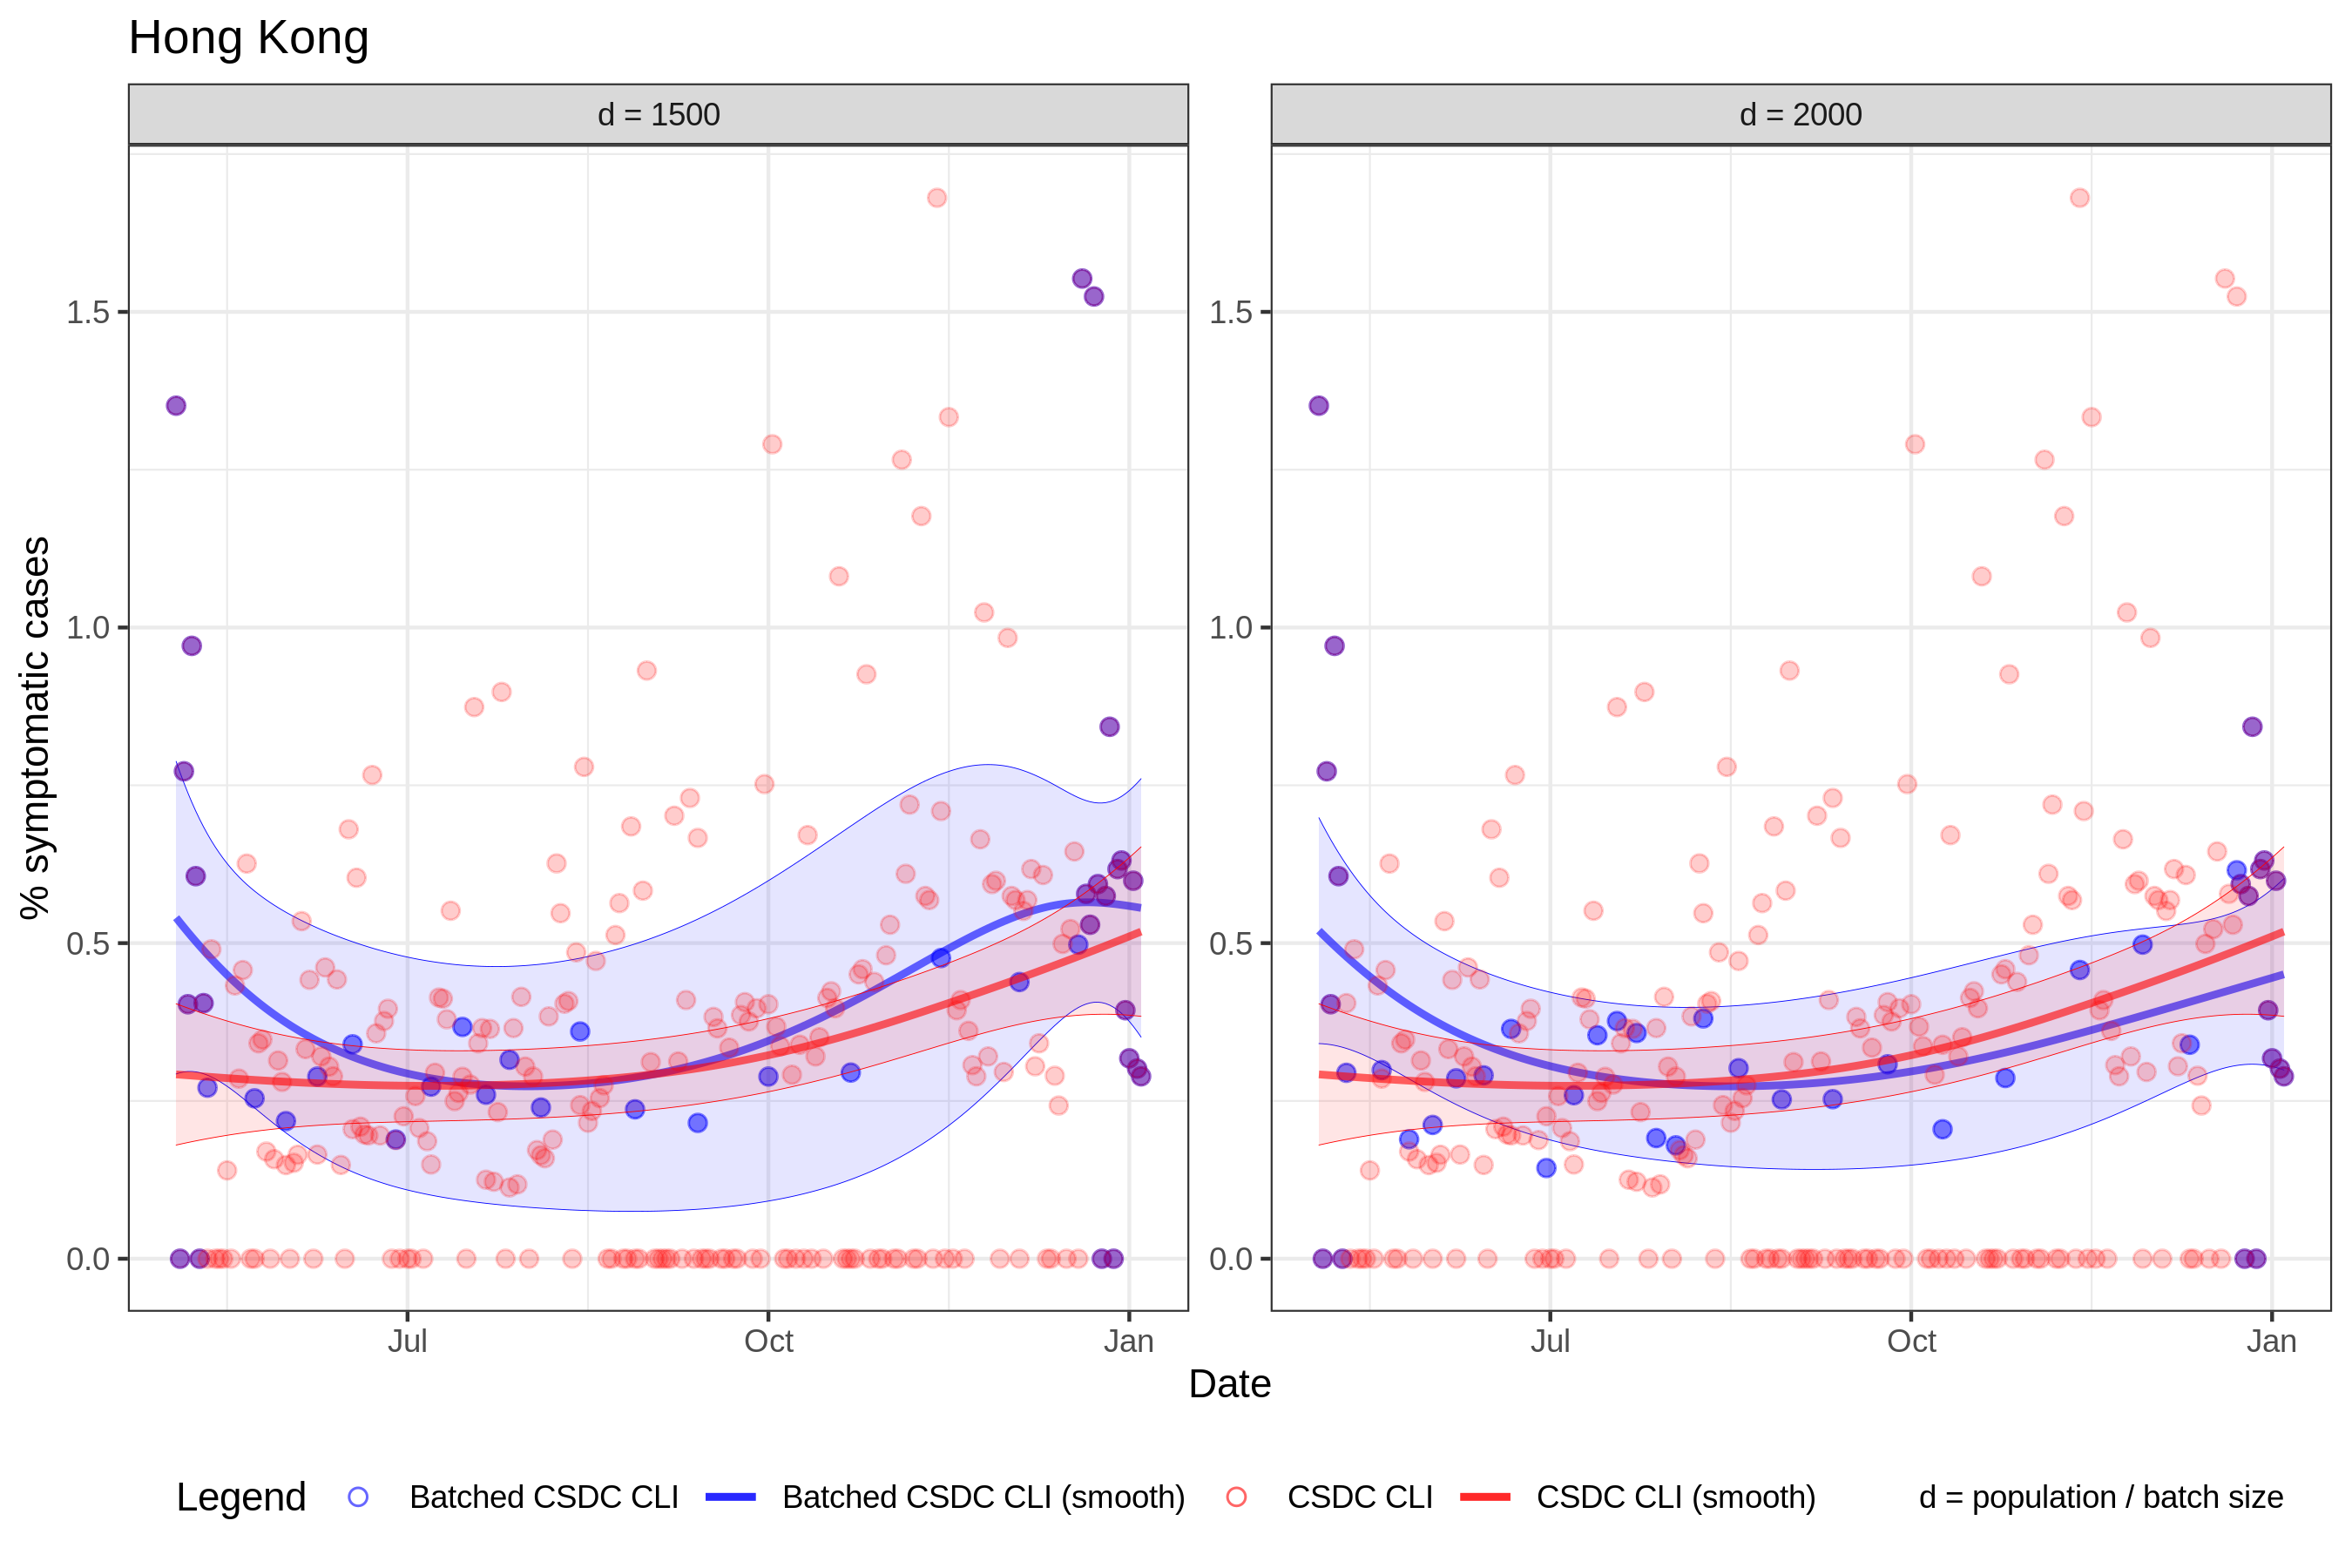 Hong Kong
d = 1500
d = 2000
% symptomatic cases
1.5
1.0
0.5
0.0
1.5
1.0
0.5
0.0
Jul
Oct
Jan
Jul
Oct
Jan
Date
Legend
Batched CSDC CLI
Batched CSDC CLI (smooth)
CSDC CLI
CSDC CLI (smooth)
d = population / batch size